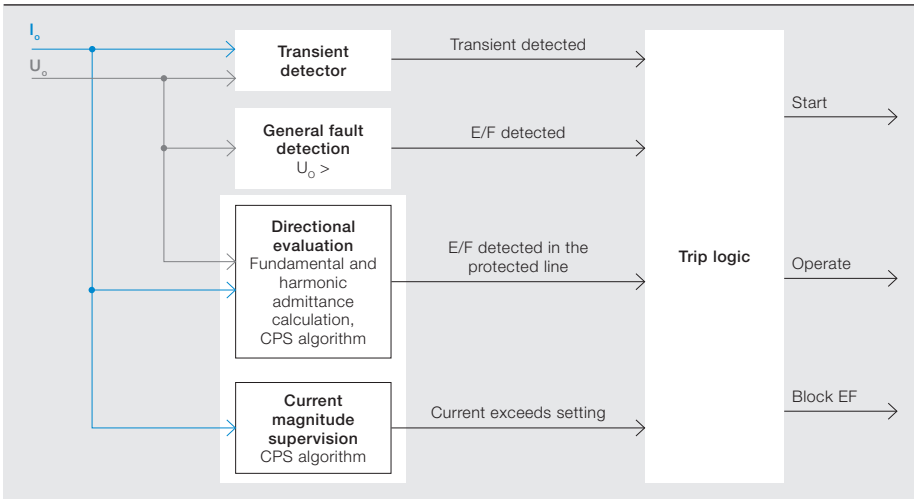 Iₒ
Uₒ
Transient
detector
Transient detected
General fault
detection
Uₒ >
E/F detected
Directional
evaluation
Fundamental and
harmonic
admittance
calculation,
CPS algorithm
E/F detected in the
protected line
Current
magnitude
supervision
CPS algorithm
Current exceeds setting
Trip logic
Start
Operate
Block EF